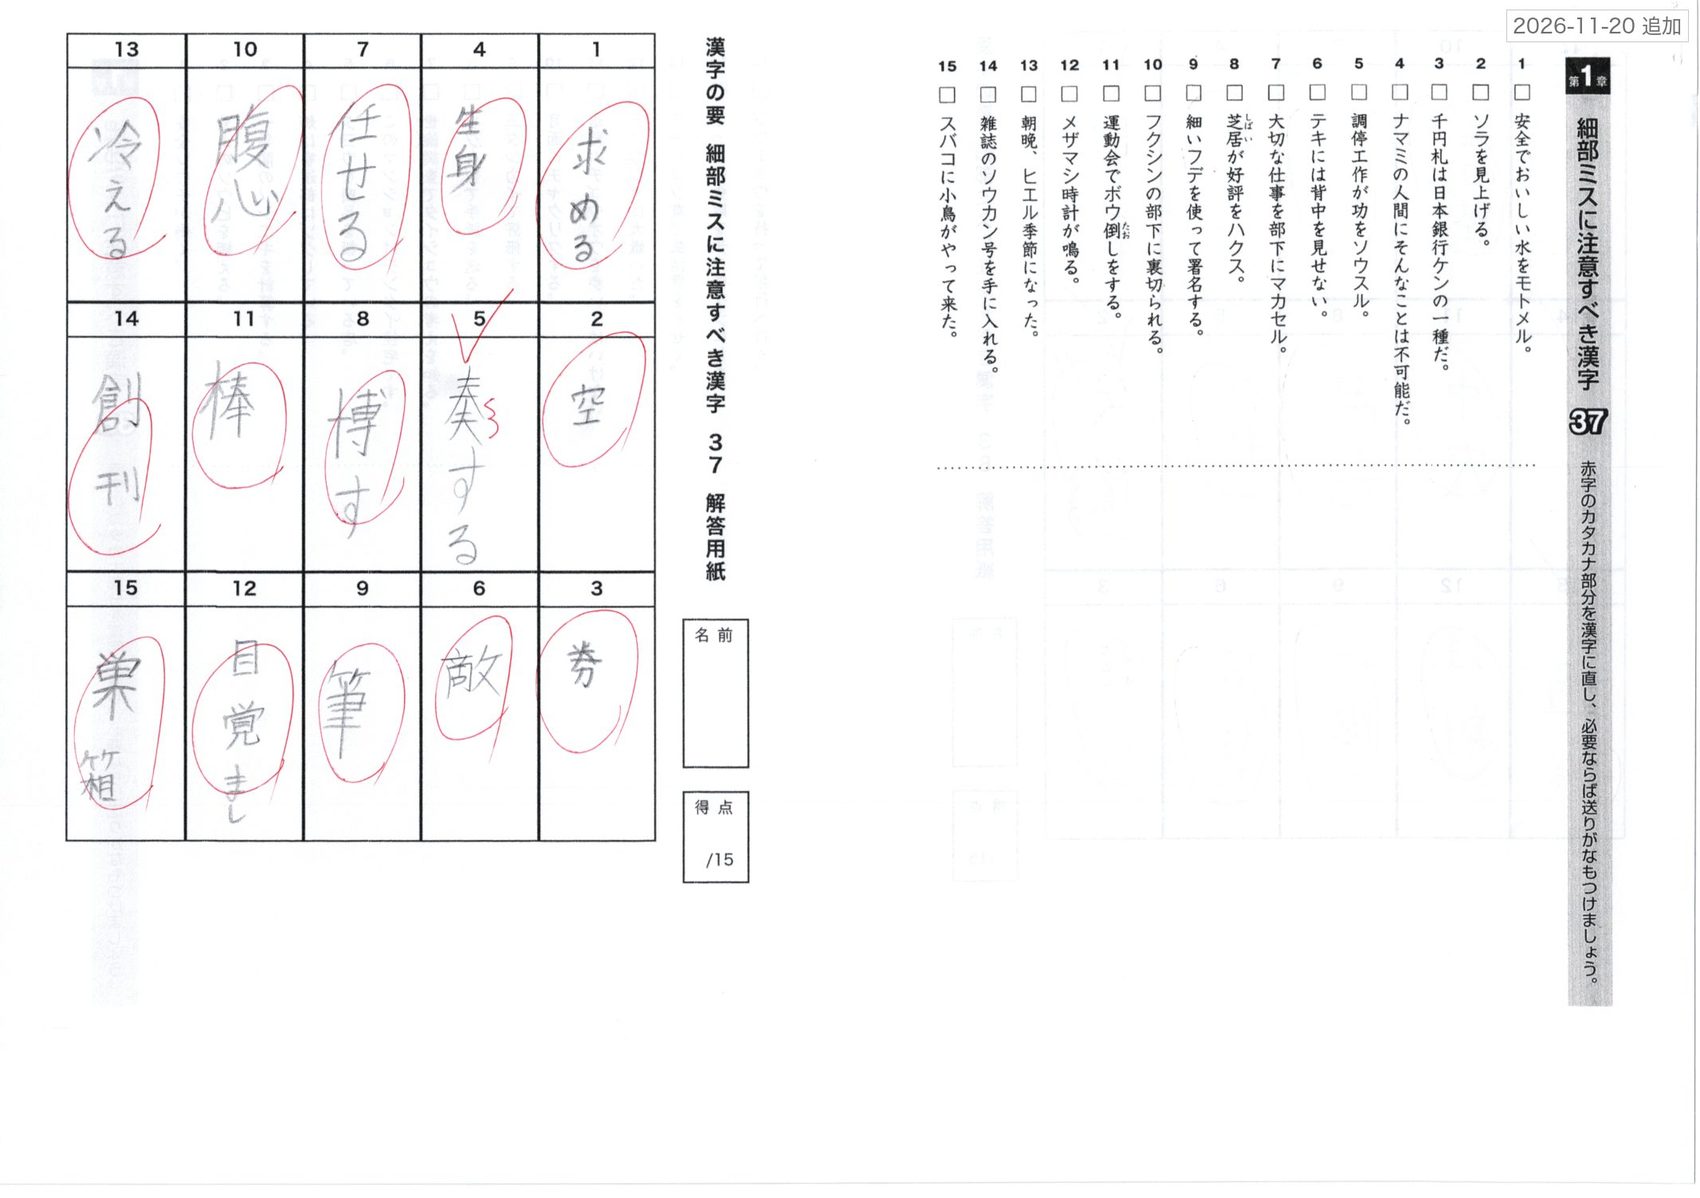 2026-11-20 追加
第1章 細部ミスに注意すべき漢字 37 赤字のカタカナ部分を漢字に直し、必要ならば送りがなもつけましょう。
1 □ 安全でおいしい水をモトメル。
2 □ ソラを見上げる。
3 □ 千円札は日本銀行ケンの一種だ。
4 □ ナマミの人間にそんなことは不可能だ。
5 □ 調停工作が功をソウスル。
6 □ テキには背中を見せない。
7 □ 大切な仕事を部下にマカセル。
8 □ 芝居(しばい)が好評をハクス。
9 □ 細いフデを使って署名する。
10 □ フクシンの部下に裏切られる。
11 □ 運動会でボウ倒(たお)しをする。
12 □ メザマシ時計が鳴る。
13 □ 朝晩、ヒエル季節になった。
14 □ 雑誌のソウカン号を手に入れる。
15 □ スバコに小鳥がやって来た。
漢字の要 細部ミスに注意すべき漢字 37 解答用紙
名前
得点
/15
1
求める
2
空
3
券
4
生身
5
奏する
6
敵
7
任せる
8
博す
9
筆
10
腹心
11
棒
12
目覚まし
13
冷える
14
創刊
15
巣箱